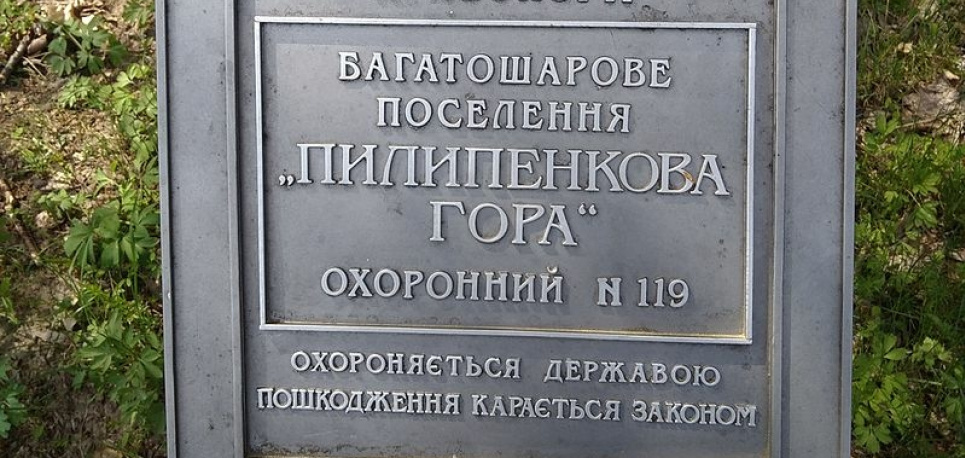 БАГАТОШАРОВЕ
ПОСЕЛЕННЯ
„ПИЛИПЕНКОВА
ГОРА“
ОХОРОННИЙ N 119
ОХОРОНЯЄТЬСЯ ДЕРЖАВОЮ
ПОШКОДЖЕННЯ КАРАЄТЬСЯ ЗАКОНОМ